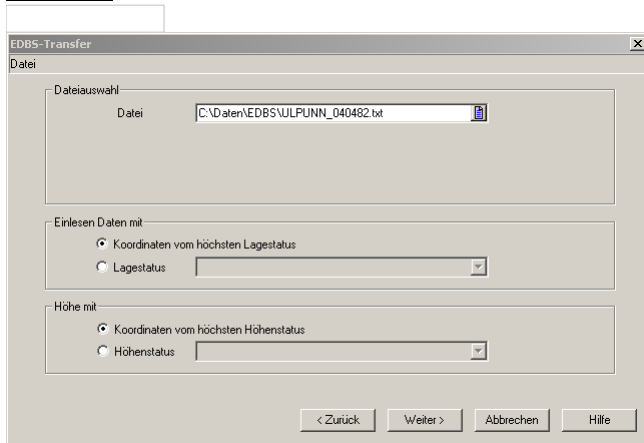 EDBS-Transfer
Datei
Dateiauswahl
Datei C:\Daten\EDBS\ULPUNN_040482.txt
Einlesen Daten mit
Koordinaten vom höchsten Lagestatus
Lagestatus
Höhe mit
Koordinaten vom höchsten Höhenstatus
Höhenstatus
< Zurück Weiter > Abbrechen Hilfe